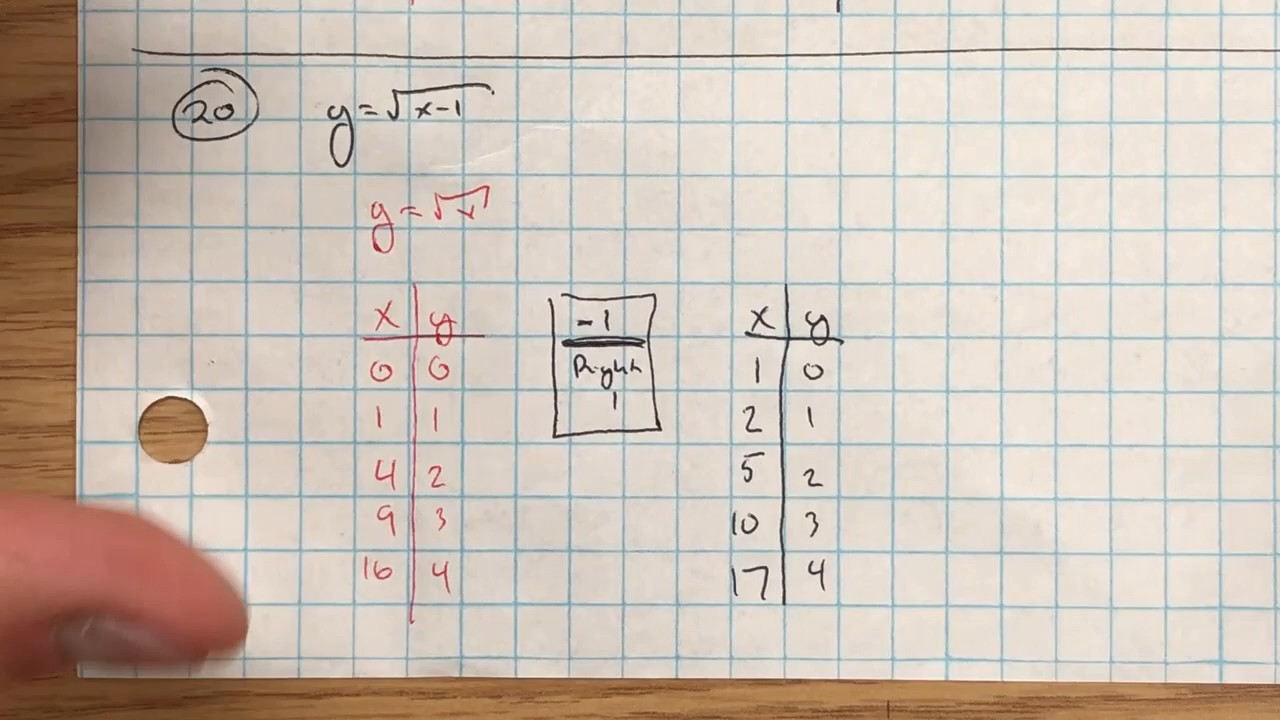 20 y=√x-1
y=√x
x y
0 0
1 1
4 2
9 3
16 4
-1
Right
1
x y
1 0
2 1
5 2
10 3
17 4